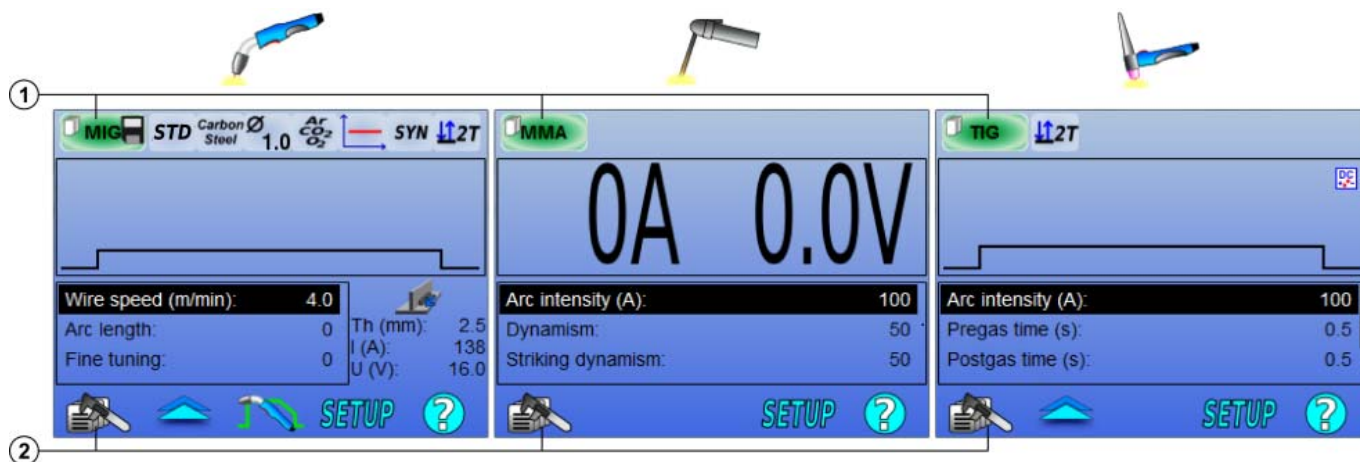 1
MIG STD Carbon Steel Ø 1.0 Ar CO2 O2 SYN 2T
Wire speed (m/min): 4.0
Arc length: 0
Fine tuning: 0
Th (mm): 2.5
I (A): 138
U (V): 16.0
SETUP ?
MMA
0A 0.0V
Arc intensity (A): 100
Dynamism: 50
Striking dynamism: 50
SETUP ?
TIG 2T
DC
Arc intensity (A): 100
Pregas time (s): 0.5
Postgas time (s): 0.5
SETUP ?
2